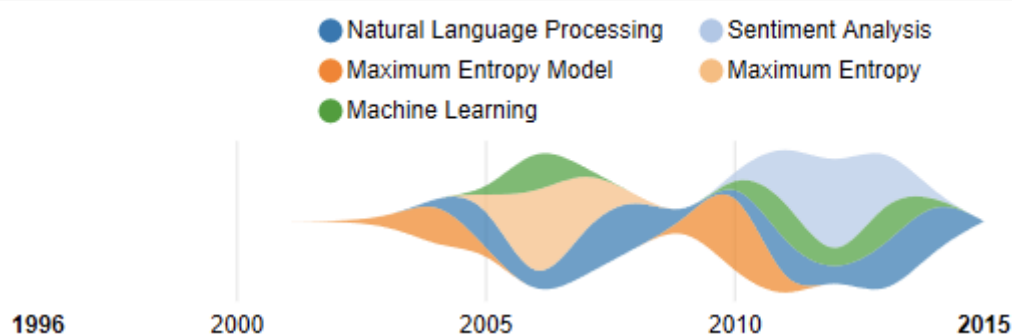 Natural Language Processing Sentiment Analysis
Maximum Entropy Model Maximum Entropy
Machine Learning
1996 2000 2005 2010 2015